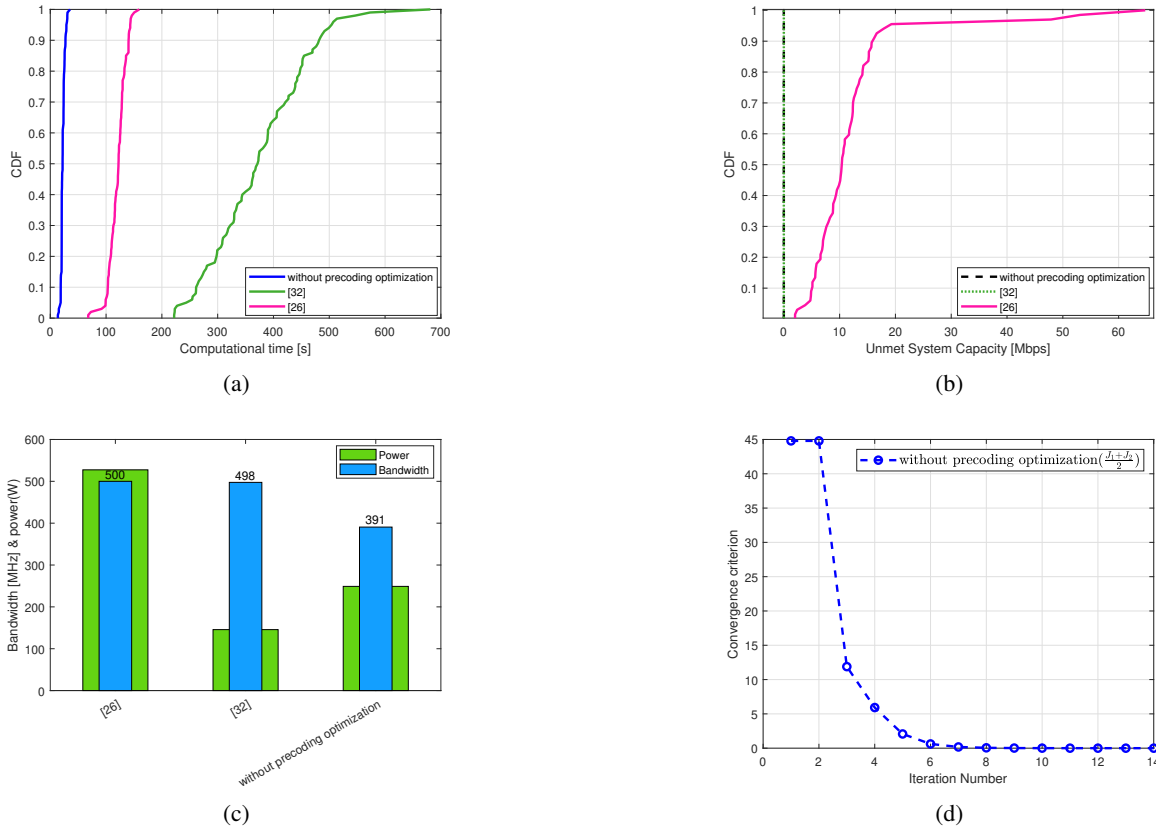 1
0.9
0.8
0.7
0.6
0.5
0.4
0.3
0.2
0.1
0
CDF
without precoding optimization
[32]
[26]
0 100 200 300 400 500 600 700
Computational time [s]
(a)
1
0.9
0.8
0.7
0.6
0.5
0.4
0.3
0.2
0.1
CDF
without precoding optimization
[32]
[26]
0 10 20 30 40 50 60
Unmet System Capacity [Mbps]
(b)
600
500
400
300
200
100
0
Bandwidth [MHz] & power(W)
Power
Bandwidth
500
498
391
[26]
[32]
without precoding optimization
(c)
45
40
35
30
25
20
15
10
5
0
Convergence criterion
without precoding optimization(\frac{J_1+J_2}{2})
0 2 4 6 8 10 12 14
Iteration Number
(d)